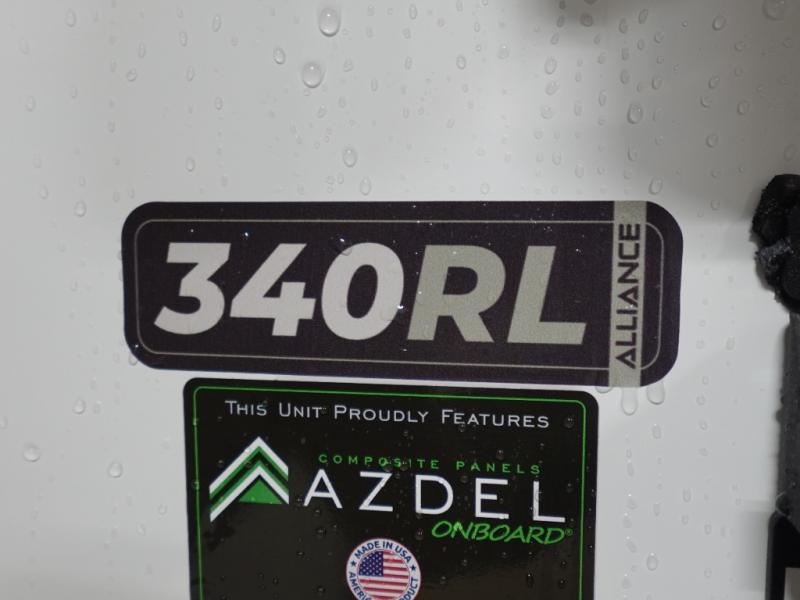 340RL
ALLIANCE
THIS UNIT PROUDLY FEATURES
COMPOSITE PANELS
AZDEL
ONBOARD®
MADE IN USA